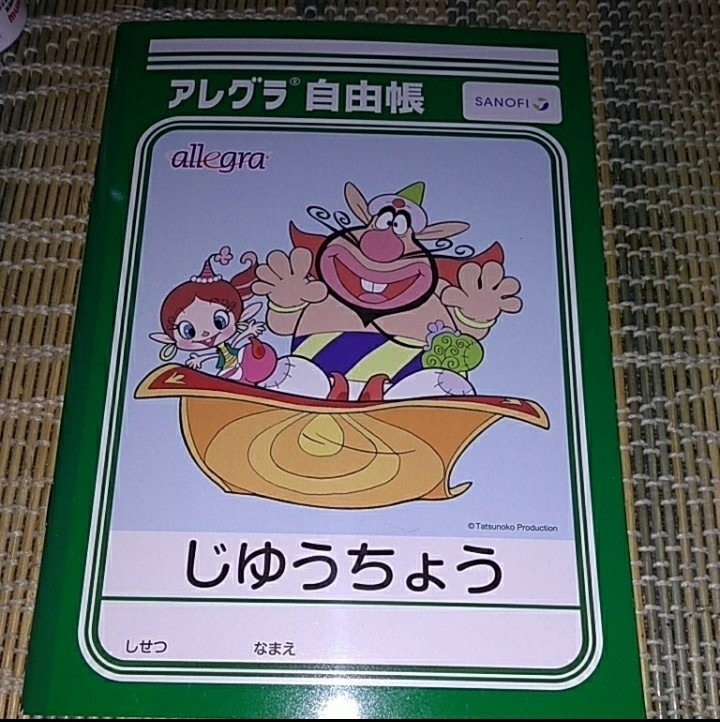 アレグラ® 自由帳
SANOFI
allegra®
© Tatsunoko Production
じゆうちょう
しせつ なまえ